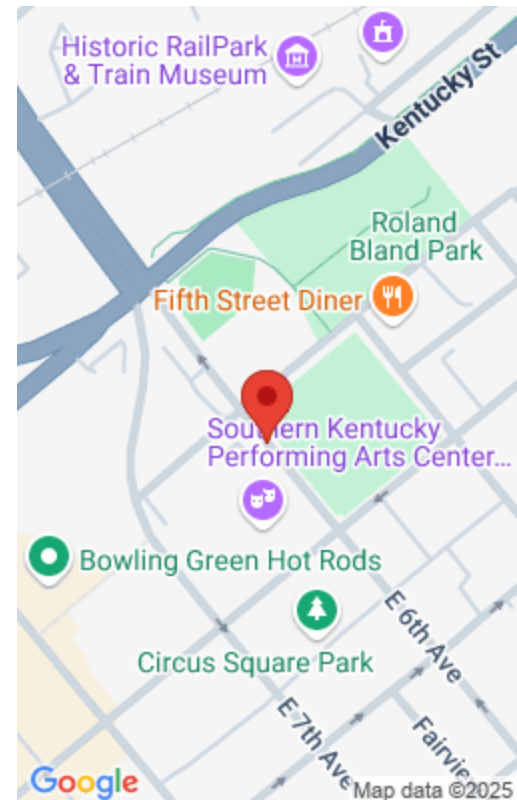 Historic RailPark
& Train Museum
Kentucky St
Roland
Bland Park
Fifth Street Diner
Southern Kentucky
Performing Arts Center...
Bowling Green Hot Rods
Circus Square Park
E 6th Ave
E 7th Ave
Fairvie
Google
Map data ©2025